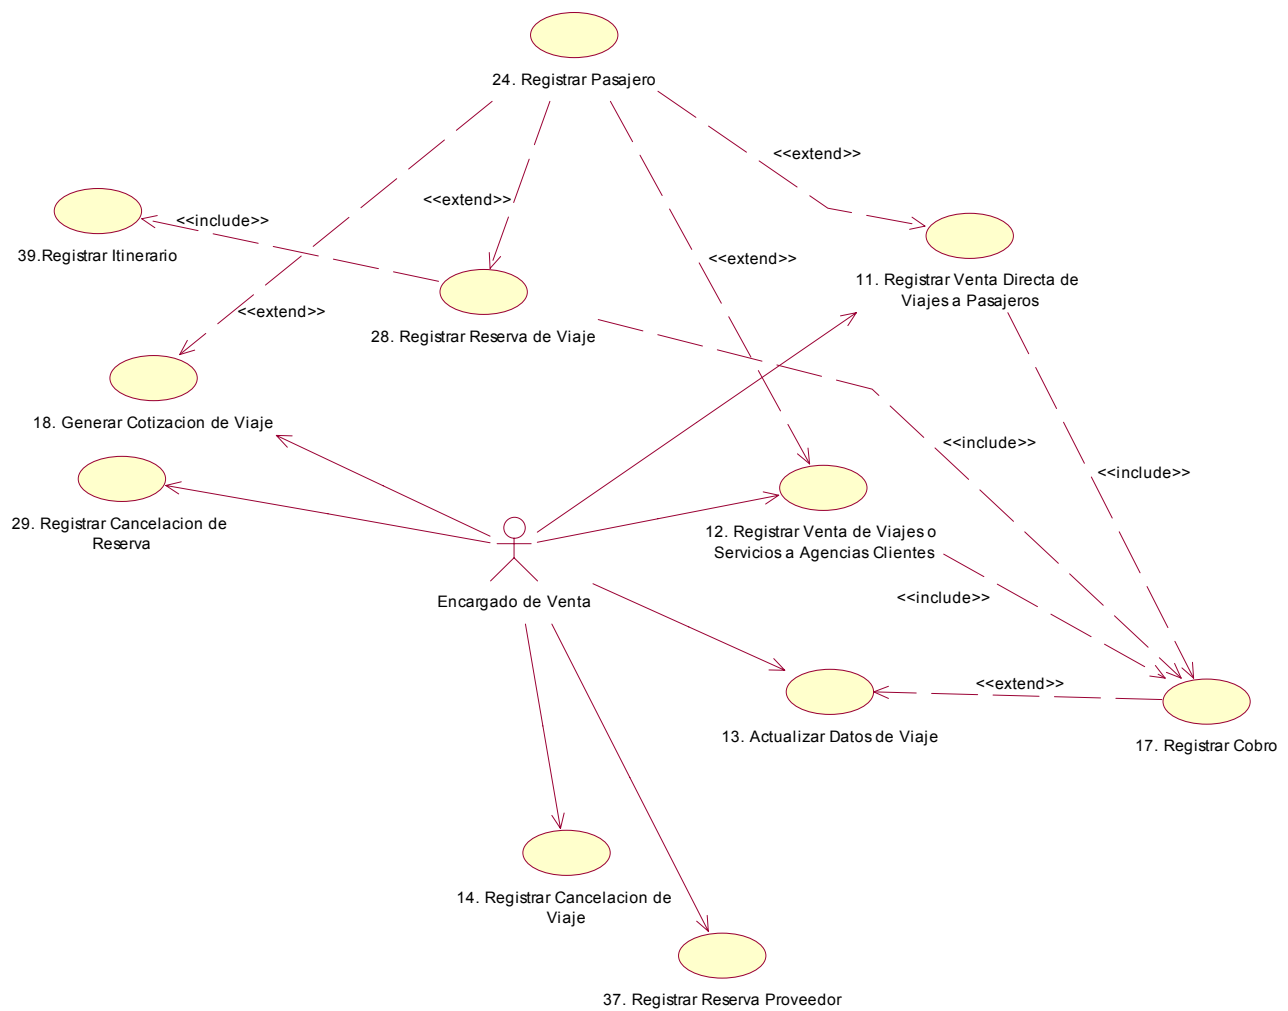 24. Registrar Pasajero
<<extend>>
<<extend>>
<<include>>
39.Registrar Itinerario
<<extend>>
11. Registrar Venta Directa de
Viajes a Pasajeros
<<extend>>
28. Registrar Reserva de Viaje
18. Generar Cotizacion de Viaje
<<include>>
<<include>>
29. Registrar Cancelacion de
Reserva
12. Registrar Venta de Viajes o
Servicios a Agencias Clientes
<<include>>
Encargado de Venta
<<extend>>
13. Actualizar Datos de Viaje
17. Registrar Cobro
14. Registrar Cancelacion de
Viaje
37. Registrar Reserva Proveedor